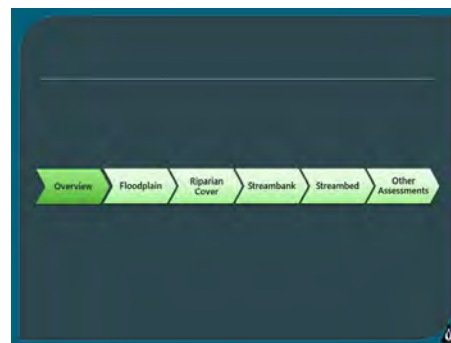 Overview
Floodplain
Riparian
Cover
Streambank
Streambed
Other
Assessments